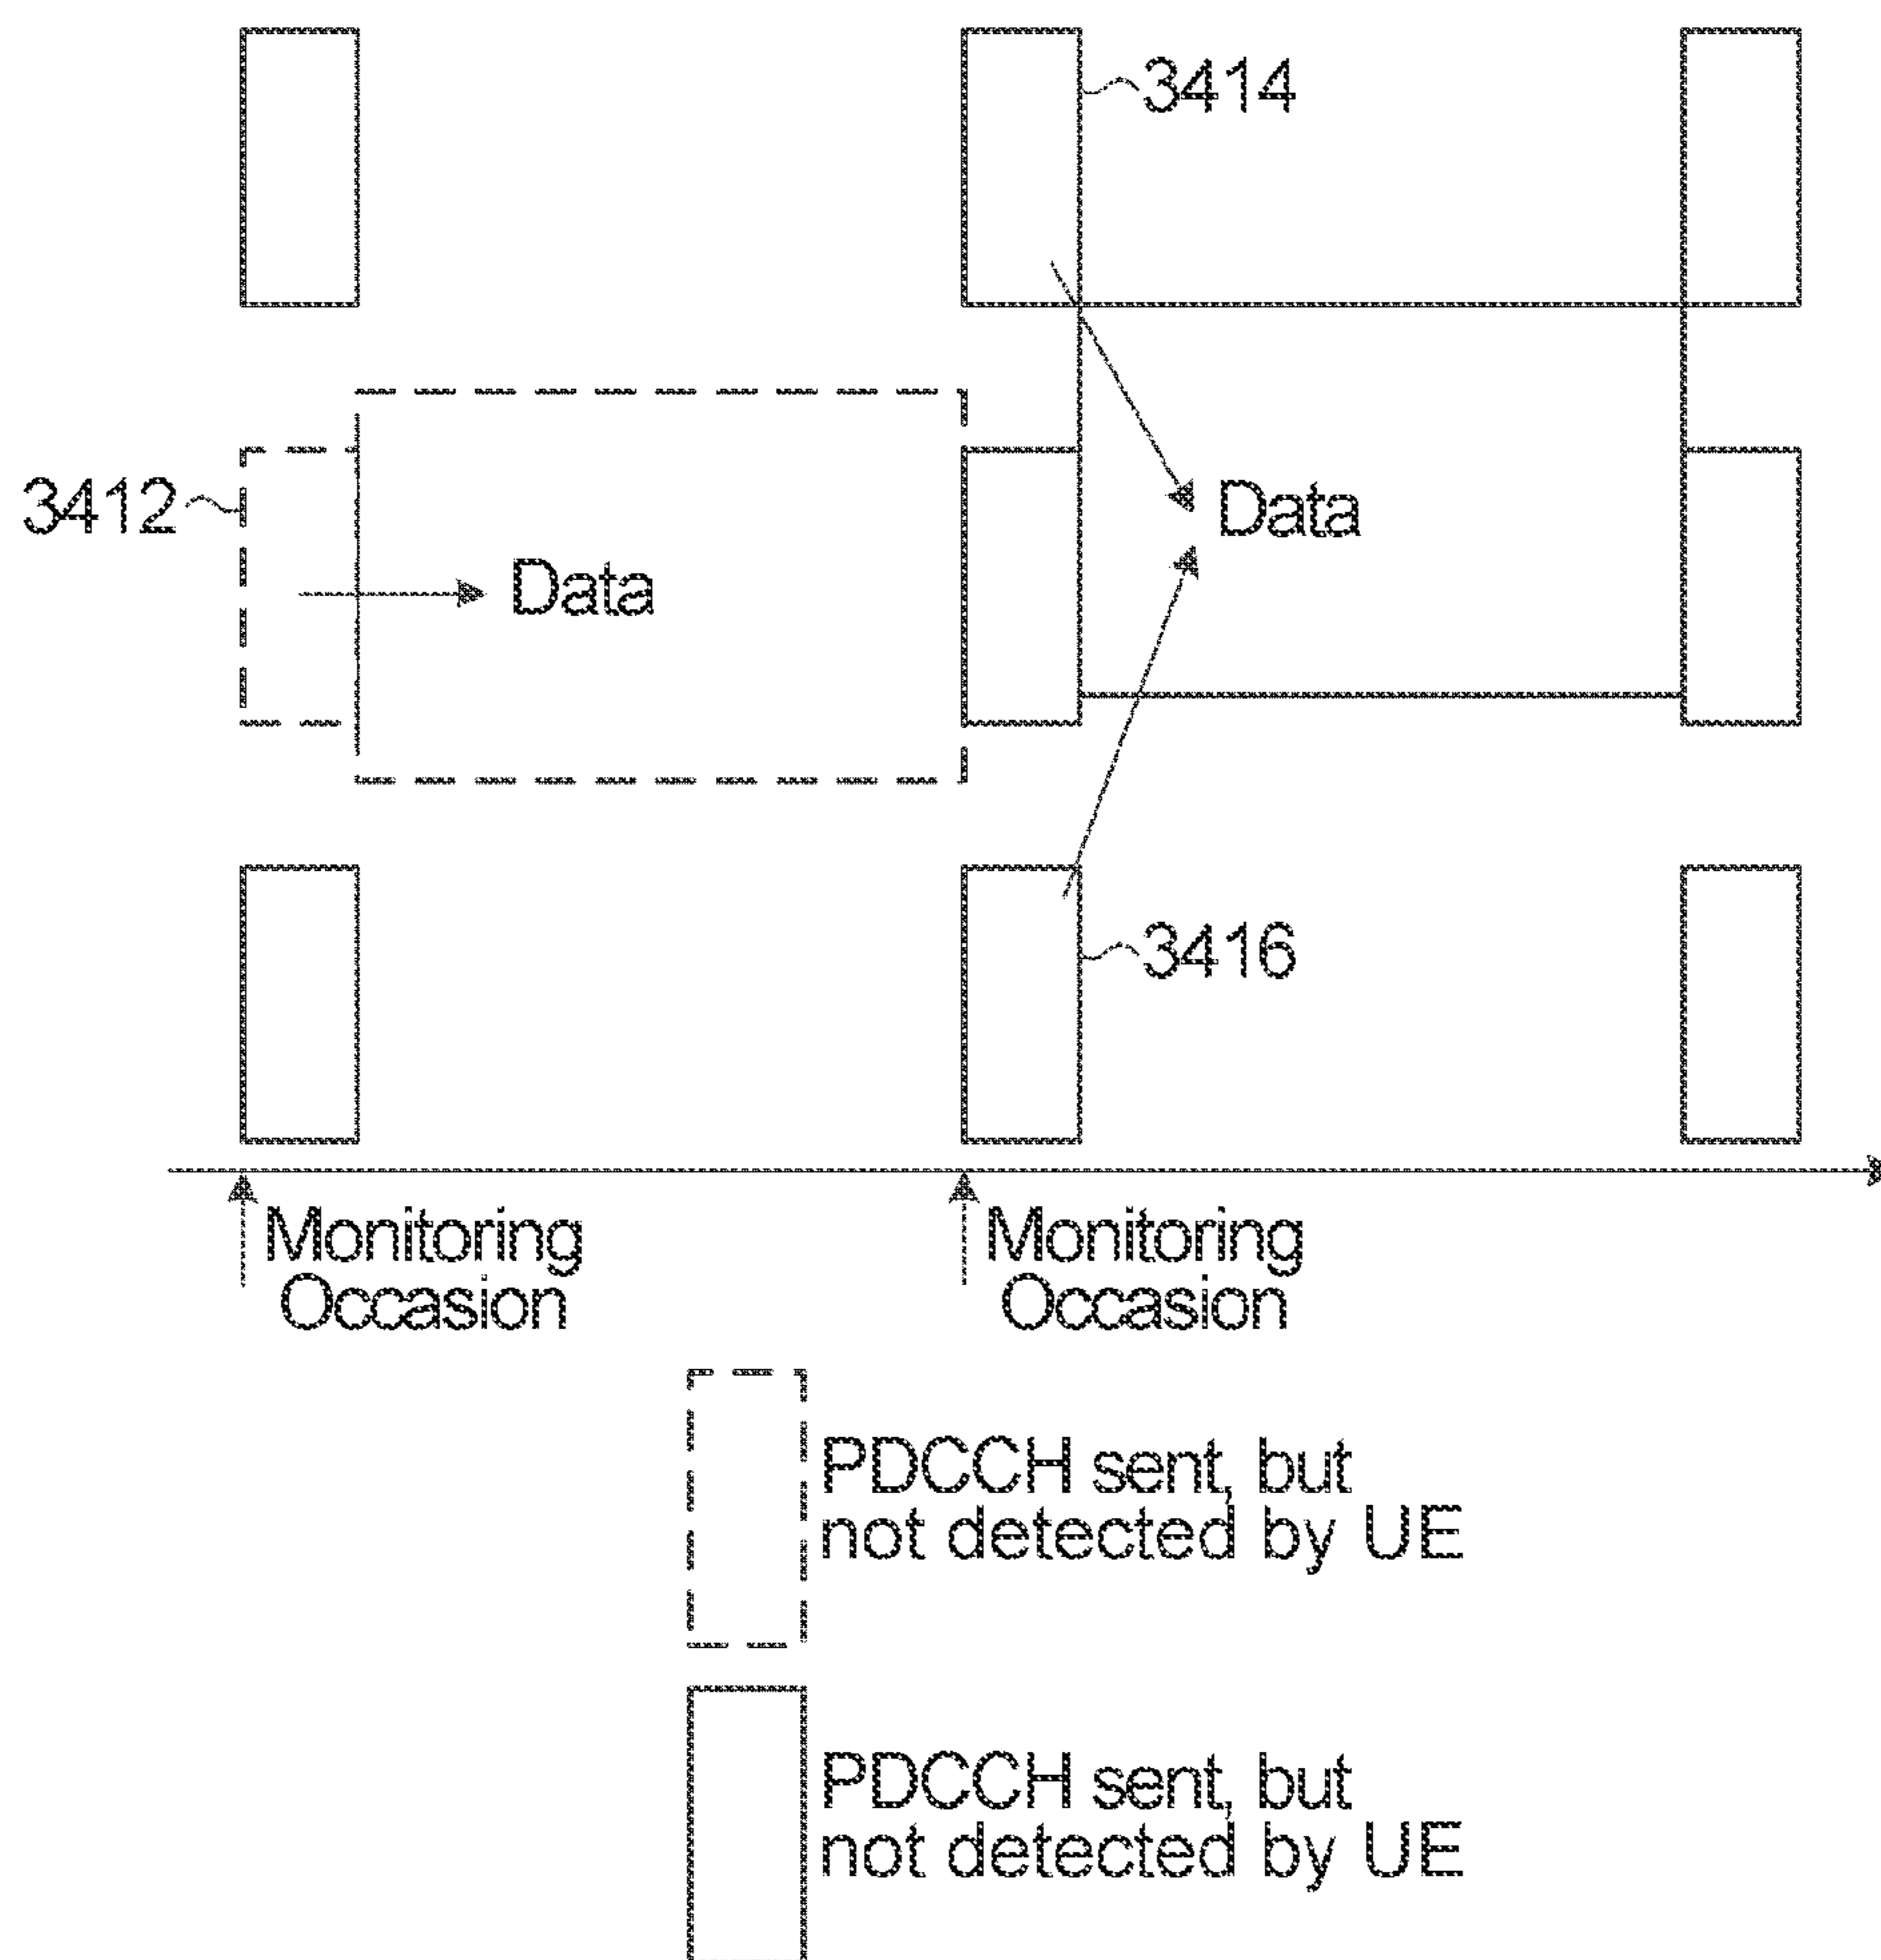 3414
3412
Data
Data
3416
Monitoring
Occasion
Monitoring
Occasion
PDCCH sent, but
not detected by UE
PDCCH sent, but
not detected by UE